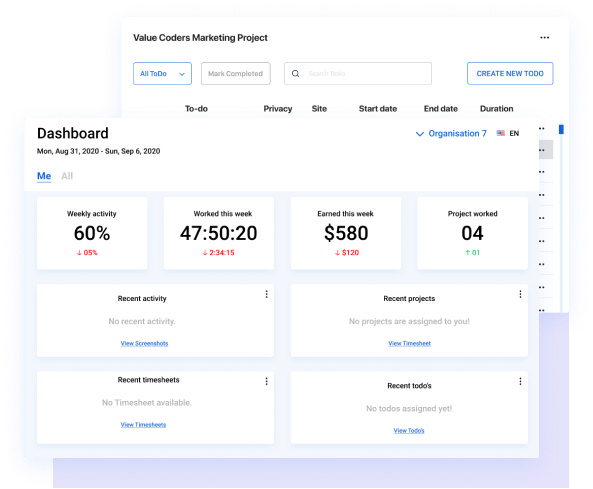 Value Coders Marketing Project
All ToDo
Mark Completed
Search Todo
CREATE NEW TODO
To-do Privacy Site Start date End date Duration
Dashboard
Organisation 7 EN
Mon, Aug 31, 2020 - Sun, Sep 6, 2020
Me All
Weekly activity
60%
↓ 05%
Worked this week
47:50:20
↓ 2:34:15
Earned this week
$580
↓ $120
Project worked
04
↑ 01
Recent activity
No recent activity.
View Screenshots
Recent projects
No projects are assigned to you!
View Timesheet
Recent timesheets
No Timesheet available.
View Timesheets
Recent todo's
No todos assigned yet!
View Todo's